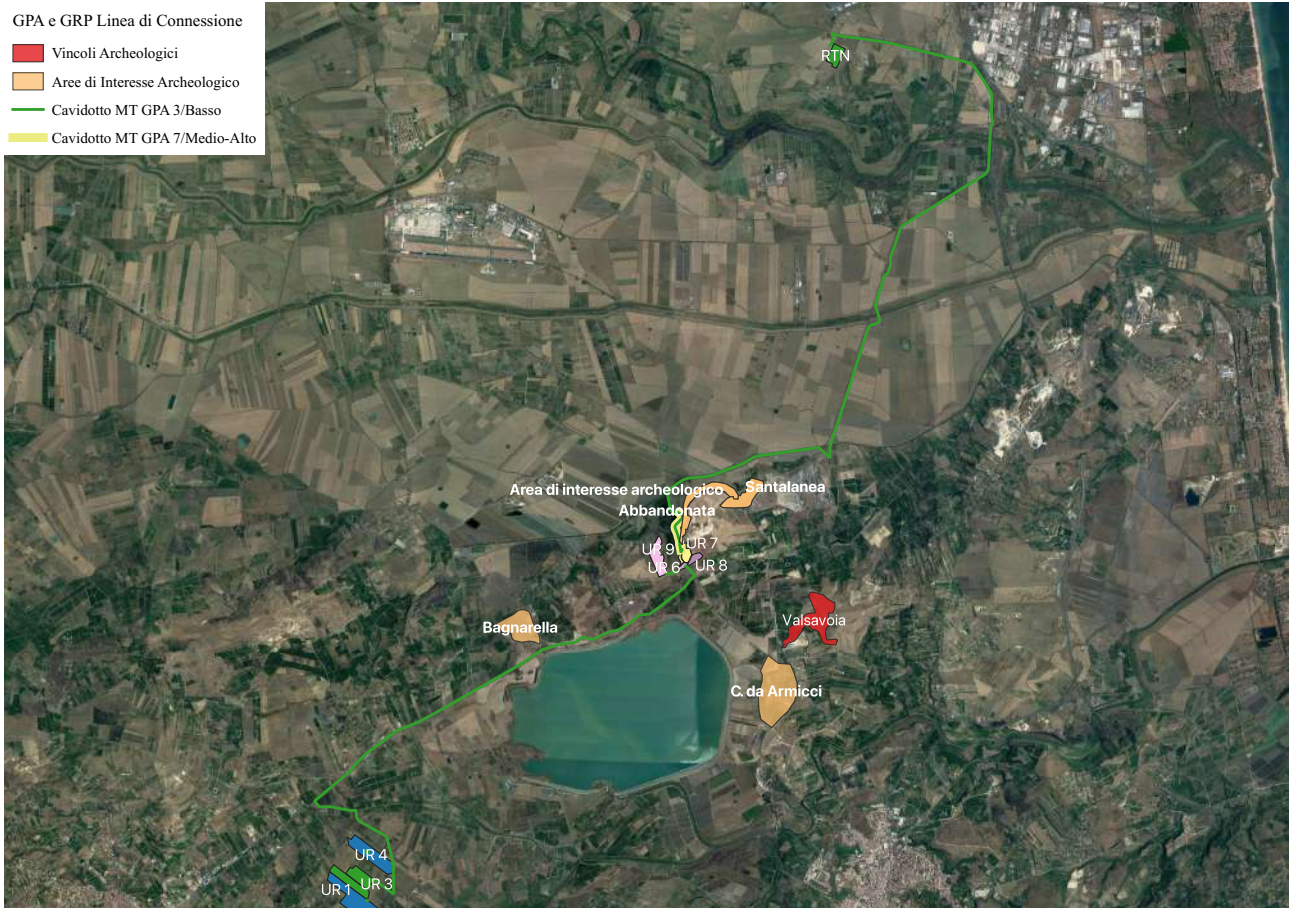 GPA e GRP Linea di Connessione
Vincoli Archeologici
Aree di Interesse Archeologico
Cavidotto MT GPA 3/Basso
Cavidotto MT GPA 7/Medio-Alto
RTN
Area di interesse archeologico
Santalanea
Abbandonata
UR 9
UR 7
UR 6
UR 8
Bagnarella
Valsavoia
C. da Armicci
UR 4
UR 1
UR 3